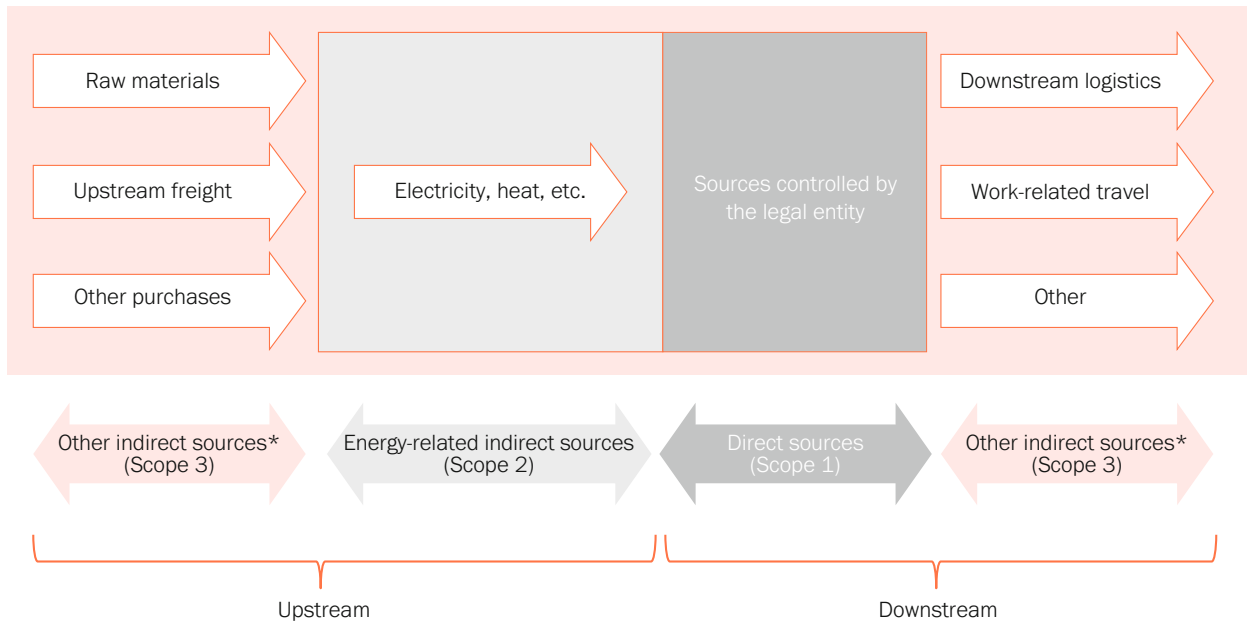 Raw materials
Upstream freight
Other purchases
Electricity, heat, etc.
Sources controlled by
the legal entity
Downstream logistics
Work-related travel
Other
Other indirect sources*
(Scope 3)
Energy-related indirect sources
(Scope 2)
Direct sources
(Scope 1)
Other indirect sources*
(Scope 3)
Upstream
Downstream